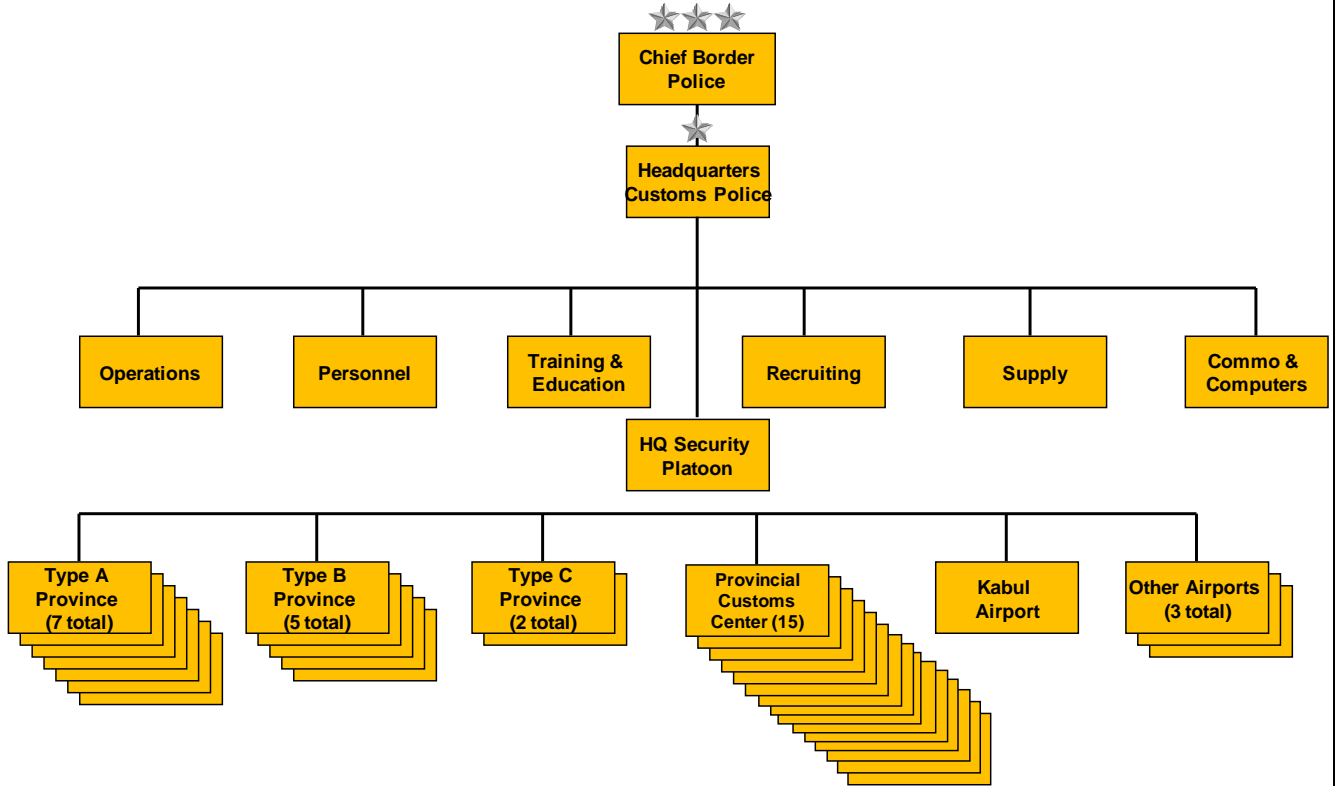 Chief Border
Police
Headquarters
Customs Police
Operations
Personnel
Training &
Education
Recruiting
Supply
Commo &
Computers
HQ Security
Platoon
Type A
Province
(7 total)
Type B
Province
(5 total)
Type C
Province
(2 total)
Provincial
Customs
Center (15)
Kabul
Airport
Other Airports
(3 total)